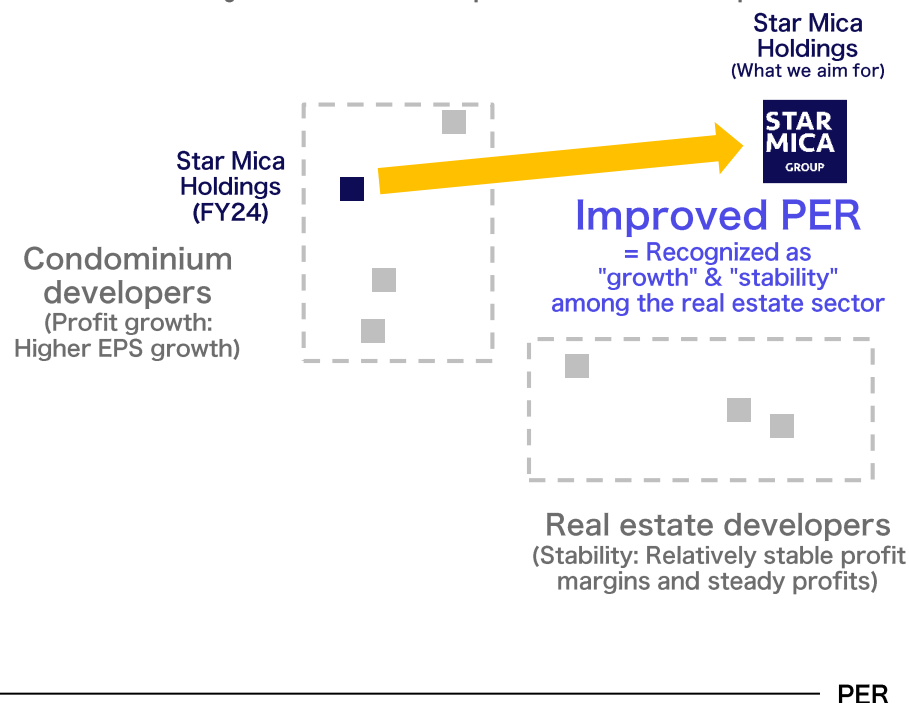 Star Mica
Holdings
(What we aim for)
STAR
MICA
GROUP
Star Mica
Holdings
(FY24)
Improved PER
= Recognized as
"growth" & "stability"
among the real estate sector
Condominium
developers
(Profit growth:
Higher EPS growth)
Real estate developers
(Stability: Relatively stable profit
margins and steady profits)
PER